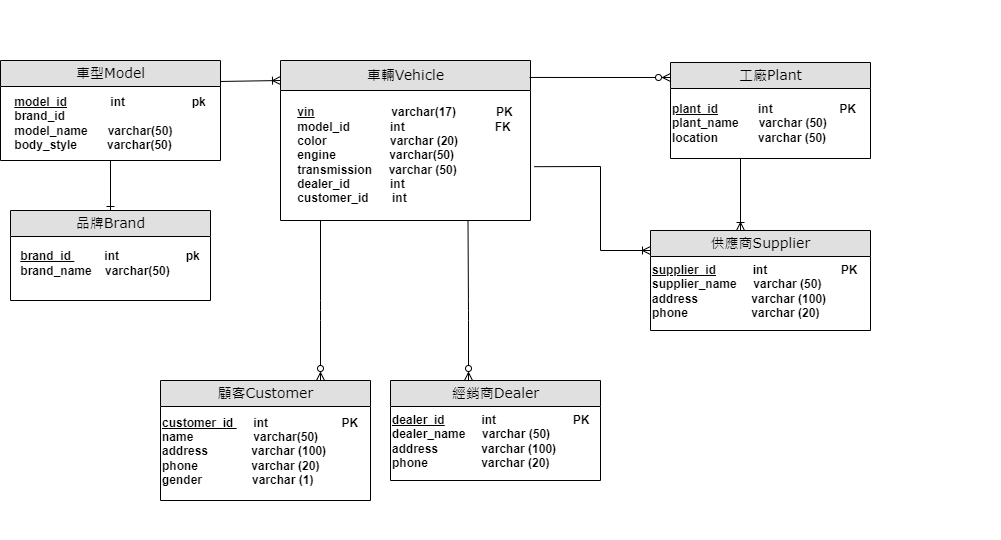 車型Model
model_id int pk
brand_id
model_name varchar(50)
body_style varchar(50)
車輛Vehicle
vin varchar(17) PK
model_id int FK
color varchar (20)
engine varchar(50)
transmission varchar (50)
dealer_id int
customer_id int
工廠Plant
plant_id int PK
plant_name varchar (50)
location varchar (50)
品牌Brand
brand_id int pk
brand_name varchar(50)
供應商Supplier
supplier_id int PK
supplier_name varchar (50)
address varchar (100)
phone varchar (20)
顧客Customer
customer_id int PK
name varchar(50)
address varchar (100)
phone varchar (20)
gender varchar (1)
經銷商Dealer
dealer_id int PK
dealer_name varchar (50)
address varchar (100)
phone varchar (20)